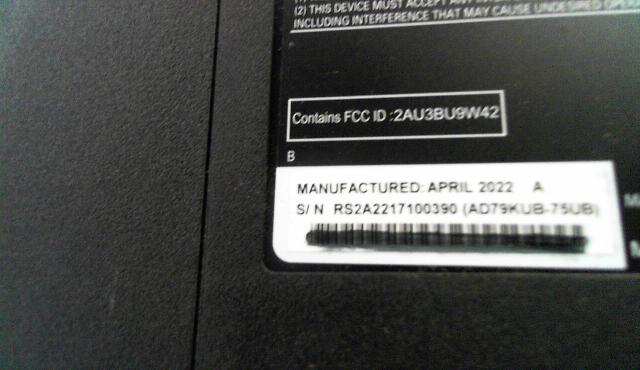 (2) THIS DEVICE MUST ACCEPT ANY
INCLUDING INTERFERENCE THAT MAY CAUSE UNDESIRED
Contains FCC ID :2AU3BU9W42
B
MANUFACTURED: APRIL 2022 A
S/N RS2A2217100390 (AD79KUB-75UB)